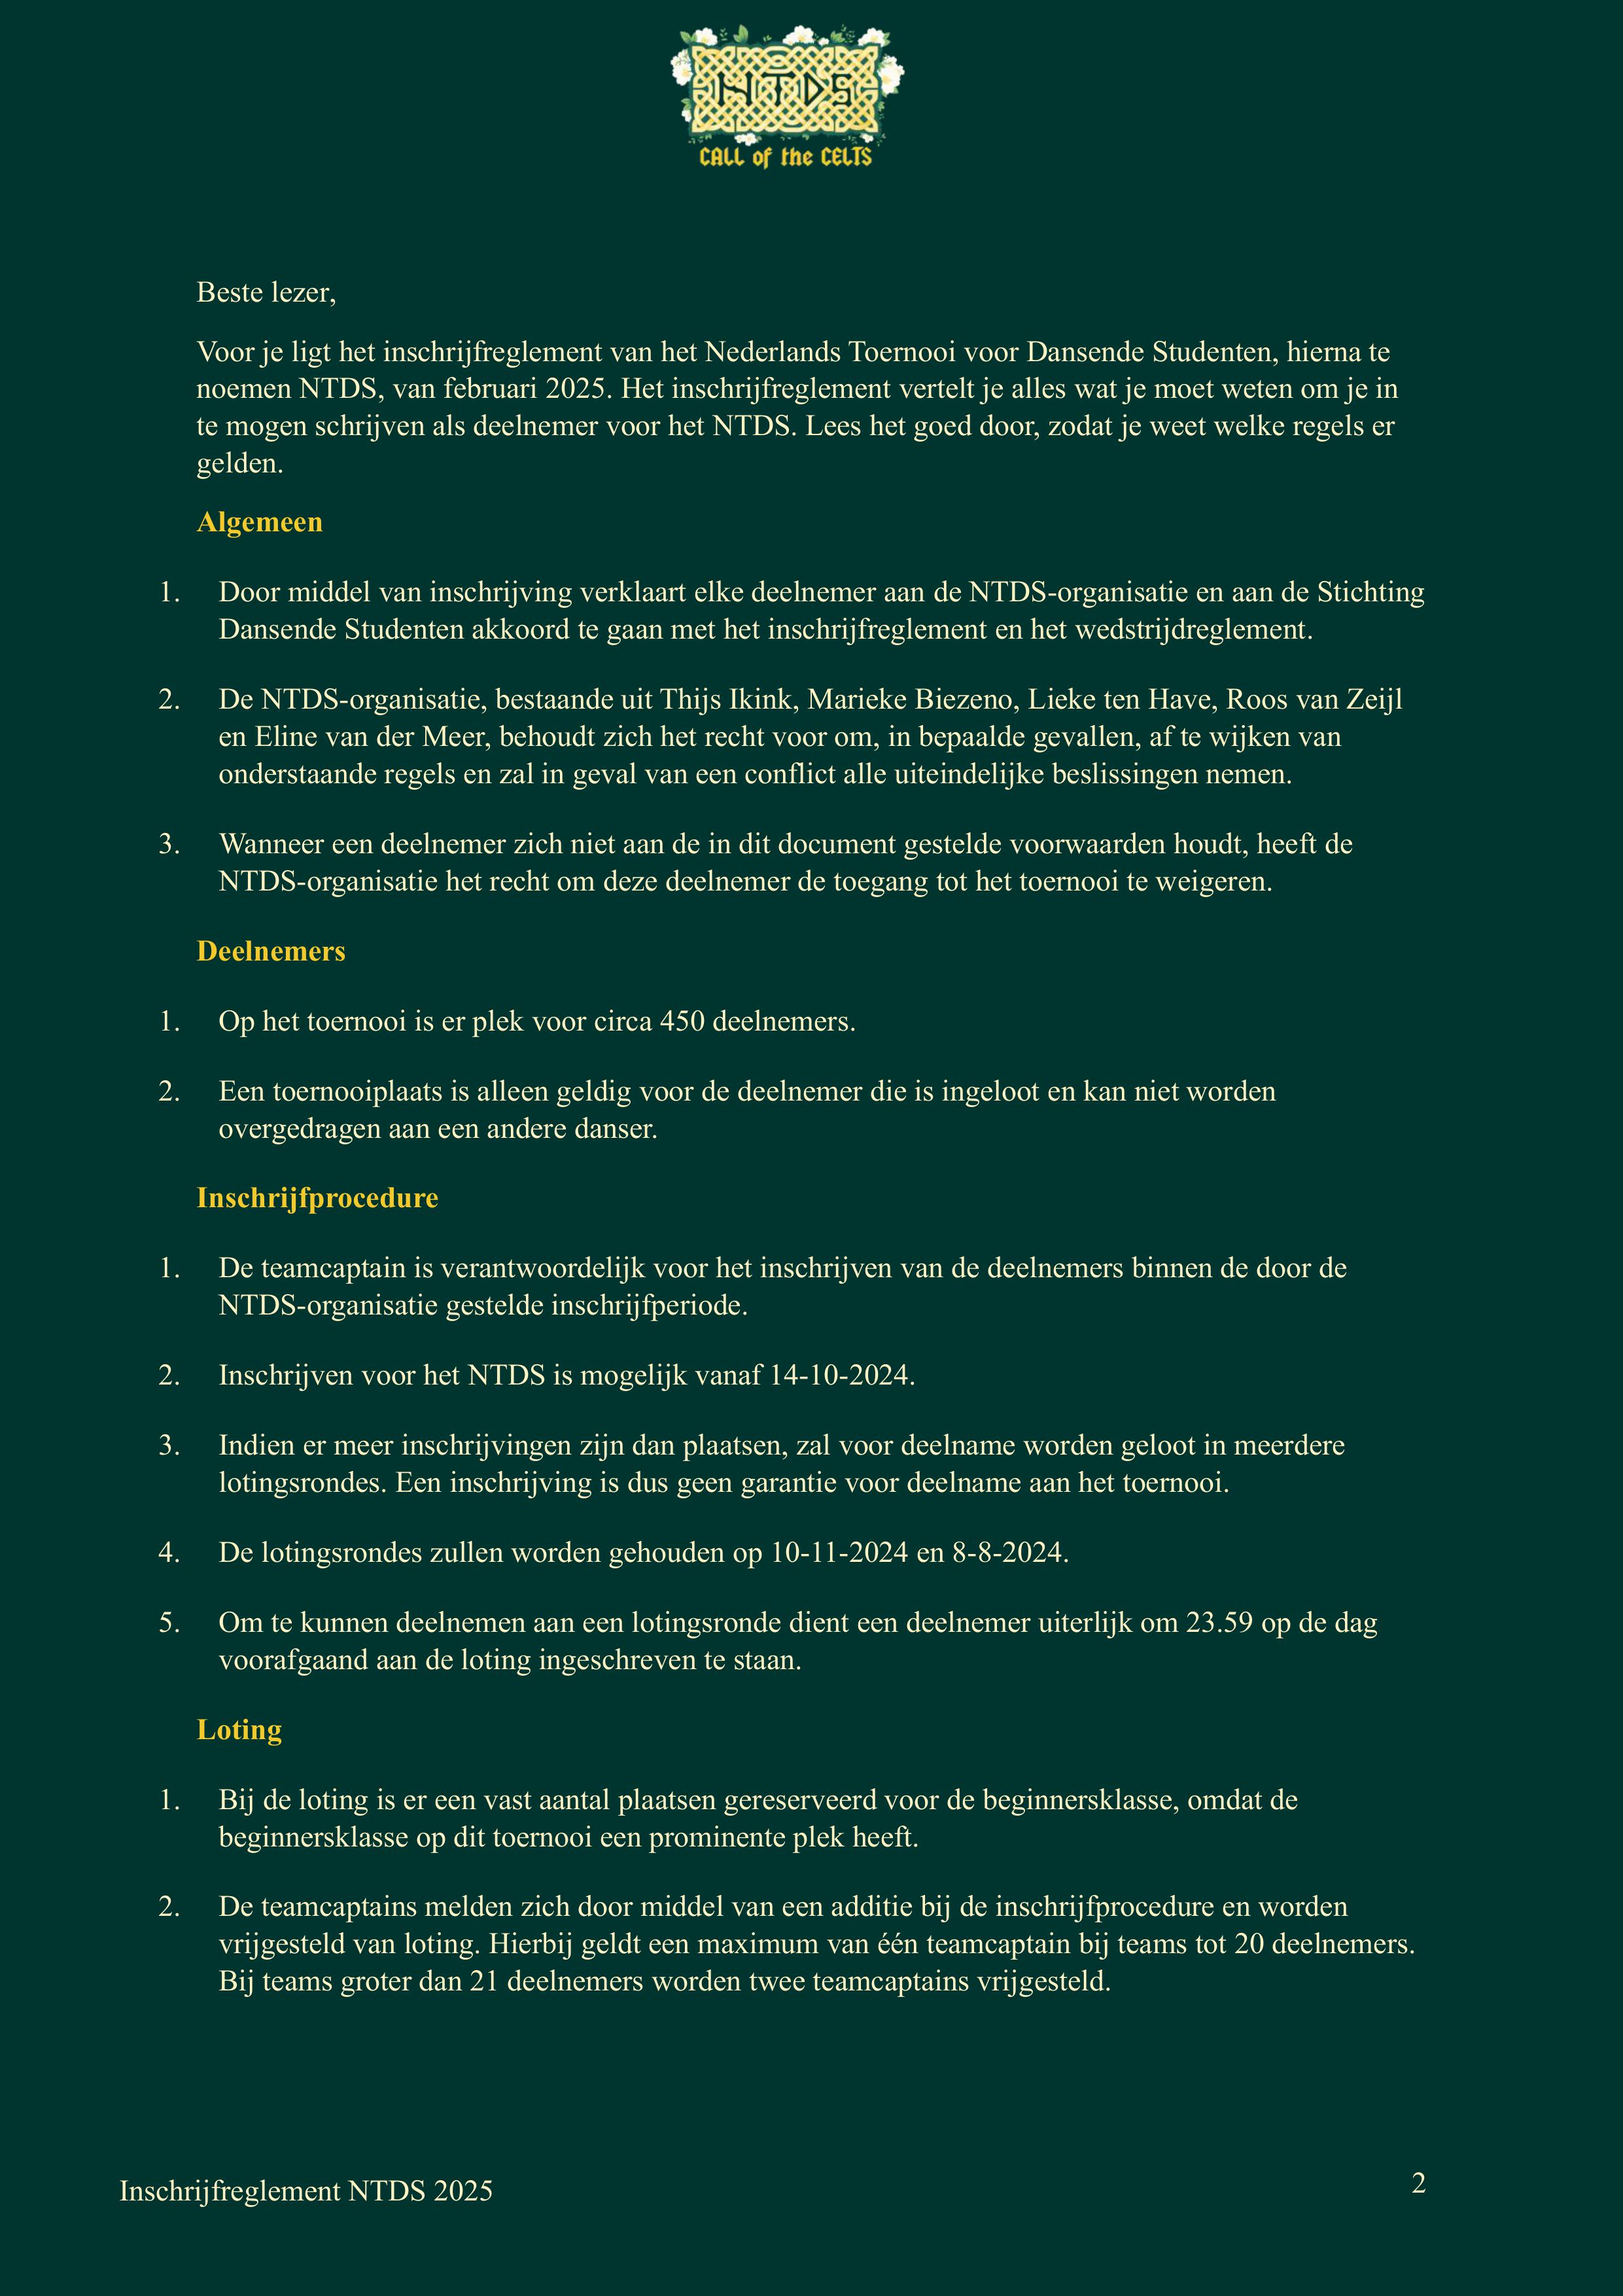 NTDS
CALL of the CELTS
Beste lezer,
Voor je ligt het inschrijfreglement van het Nederlands Toernooi voor Dansende Studenten, hierna te
noemen NTDS, van februari 2025. Het inschrijfreglement vertelt je alles wat je moet weten om je in
te mogen schrijven als deelnemer voor het NTDS. Lees het goed door, zodat je weet welke regels er
gelden.
Algemeen
1. Door middel van inschrijving verklaart elke deelnemer aan de NTDS-organisatie en aan de Stichting
Dansende Studenten akkoord te gaan met het inschrijfreglement en het wedstrijdreglement.
2. De NTDS-organisatie, bestaande uit Thijs Ikink, Marieke Biezeno, Lieke ten Have, Roos van Zeijl
en Eline van der Meer, behoudt zich het recht voor om, in bepaalde gevallen, af te wijken van
onderstaande regels en zal in geval van een conflict alle uiteindelijke beslissingen nemen.
3. Wanneer een deelnemer zich niet aan de in dit document gestelde voorwaarden houdt, heeft de
NTDS-organisatie het recht om deze deelnemer de toegang tot het toernooi te weigeren.
Deelnemers
1. Op het toernooi is er plek voor circa 450 deelnemers.
2. Een toernooiplaats is alleen geldig voor de deelnemer die is ingeloot en kan niet worden
overgedragen aan een andere danser.
Inschrijfprocedure
1. De teamcaptain is verantwoordelijk voor het inschrijven van de deelnemers binnen de door de
NTDS-organisatie gestelde inschrijfperiode.
2. Inschrijven voor het NTDS is mogelijk vanaf 14-10-2024.
3. Indien er meer inschrijvingen zijn dan plaatsen, zal voor deelname worden geloot in meerdere
lotingsrondes. Een inschrijving is dus geen garantie voor deelname aan het toernooi.
4. De lotingsrondes zullen worden gehouden op 10-11-2024 en 8-8-2024.
5. Om te kunnen deelnemen aan een lotingsronde dient een deelnemer uiterlijk om 23.59 op de dag
voorafgaand aan de loting ingeschreven te staan.
Loting
1. Bij de loting is er een vast aantal plaatsen gereserveerd voor de beginnersklasse, omdat de
beginnersklasse op dit toernooi een prominente plek heeft.
2. De teamcaptains melden zich door middel van een additie bij de inschrijfprocedure en worden
vrijgesteld van loting. Hierbij geldt een maximum van één teamcaptain bij teams tot 20 deelnemers.
Bij teams groter dan 21 deelnemers worden twee teamcaptains vrijgesteld.
Inschrijfreglement NTDS 2025
2